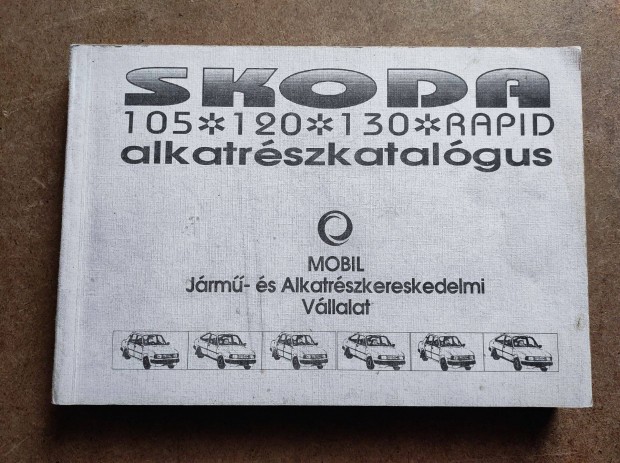 SKODA
105*120*130*RAPID
alkatrészkatalógus
MOBIL
Jármű- és Alkatrészkereskedelmi
Vállalat